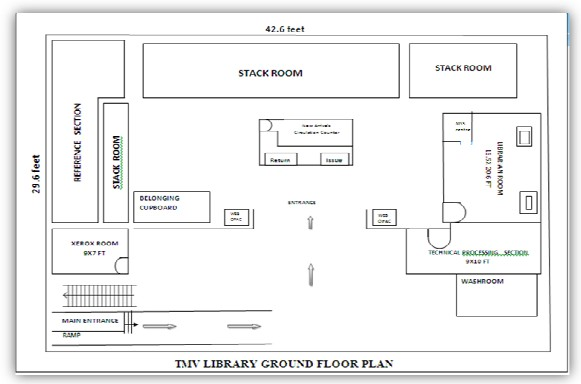 42.6 feet
STACK ROOM
STACK ROOM
REFERENCE SECTION
STACK ROOM
29.6 feet
New Arrivals
Circulation Counter
Return
Issue
LIBRARIAN ROOM
BELONGING
CUPBOARD
ENTRANCE
WEB
OPAC
WEB
OPAC
XEROX ROOM
9X7 FT
TECHNICAL PROCESSING SECTION
9X10 FT
WASHROOM
MAIN ENTRANCE
RAMP
TMV LIBRARY GROUND FLOOR PLAN